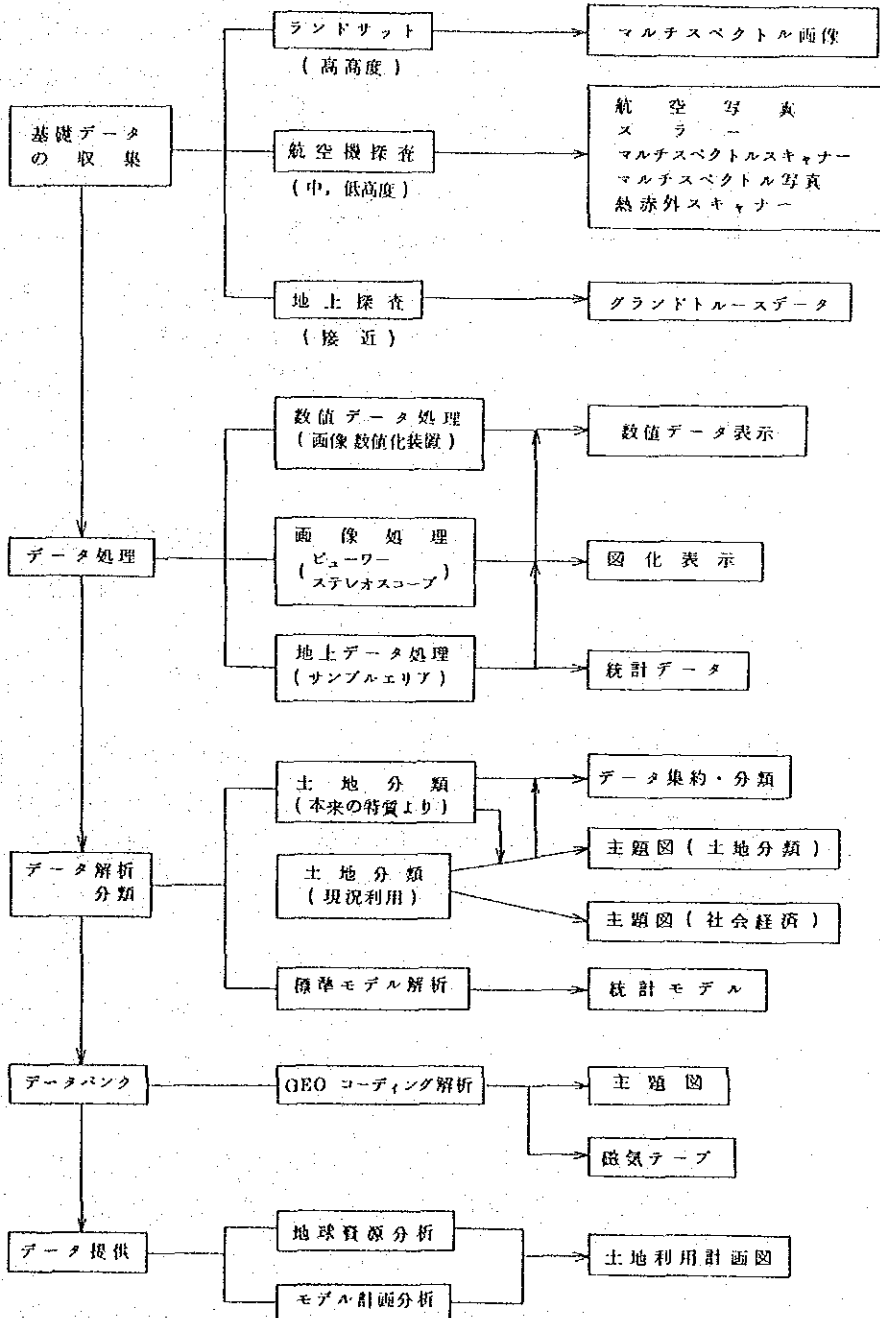 ランドサット
(高高度)
マルチスペクトル画像
基礎データ
の収集
航空機探査
(中,低高度)
航空写真
スラー
マルチスペクトルスキャナー
マルチスペクトル写真
熱赤外スキャナー
地上探査
(接近)
グランドトルースデータ
データ処理
数値データ処理
(画像数値化装置)
数値データ表示
画像処理
(ビューワー
ステレオスコープ)
図化表示
地上データ処理
(サンプルエリア)
統計データ
データ解析
分類
土地分類
(本来の特質より)
データ集約・分類
土地分類
(現況利用)
主題図(土地分類)
主題図(社会経済)
標準モデル解析
統計モデル
データバンク
GEO コーディング解析
主題図
磁気テープ
データ提供
地球資源分析
モデル計画分析
土地利用計画図